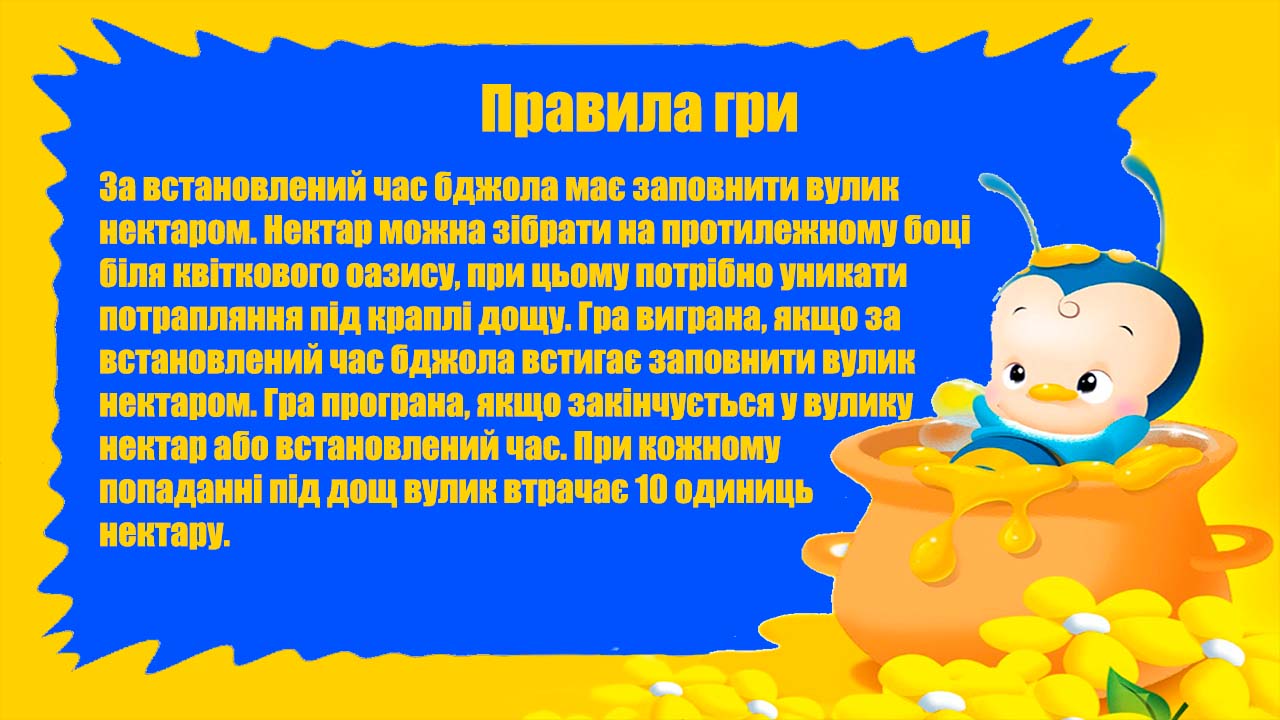 Правила гри
За встановлений час бджола має заповнити вулик
нектаром. Нектар можна зібрати на протилежному боці
біля квіткового оазису, при цьому потрібно уникати
потрапляння під краплі дощу. Гра виграна, якщо за
встановлений час бджола встигає заповнити вулик
нектаром. Гра програна, якщо закінчується у вулику
нектар або встановлений час. При кожному
попаданні під дощ вулик втрачає 10 одиниць
нектару.